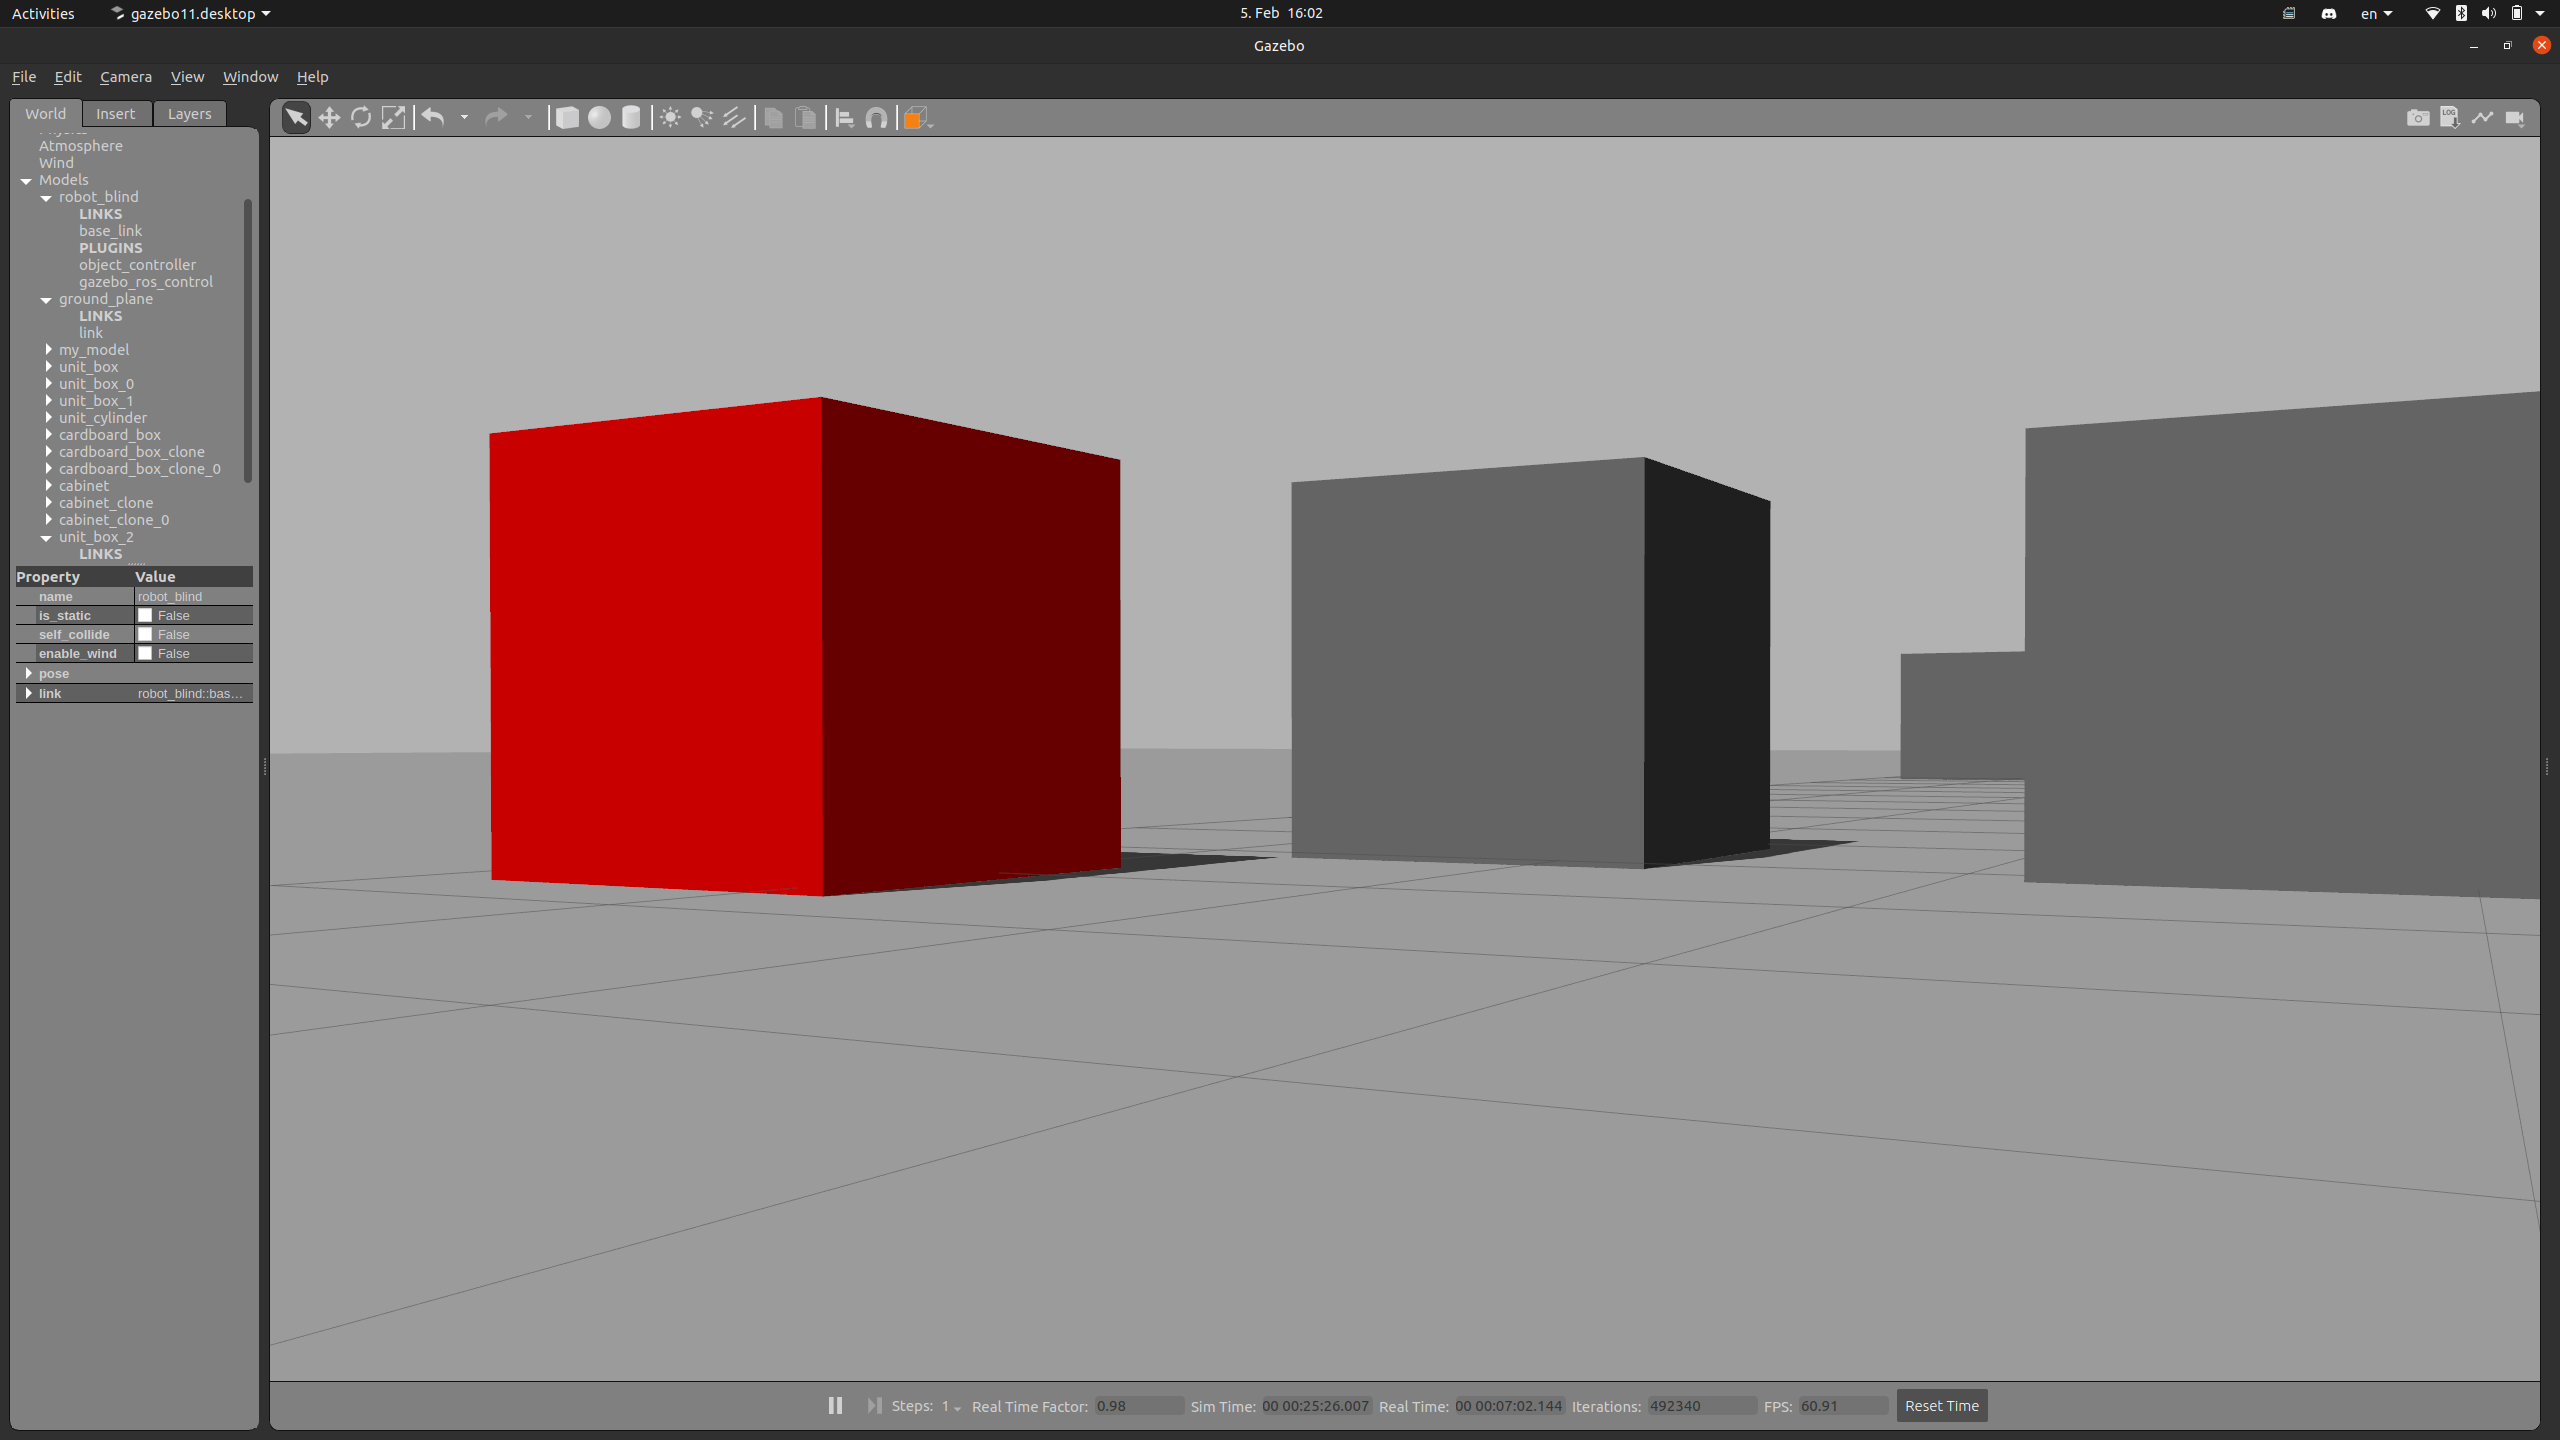 Activities gazebo11.desktop 5. Feb 16:02 en
Gazebo
File Edit Camera View Window Help
World Insert Layers
Physics
Atmosphere
Wind
Models
robot_blind
LINKS
base_link
PLUGINS
object_controller
gazebo_ros_control
ground_plane
LINKS
link
my_model
unit_box
unit_box_0
unit_box_1
unit_cylinder
cardboard_box
cardboard_box_clone
cardboard_box_clone_0
cabinet
cabinet_clone
cabinet_clone_0
unit_box_2
LINKS
Property Value
name robot_blind
is_static False
self_collide False
enable_wind False
pose
link robot_blind::bas...
LOG
Steps: 1 Real Time Factor: 0.98 Sim Time: 00 00:25:26.007 Real Time: 00 00:07:02.144 Iterations: 492340 FPS: 60.91 Reset Time